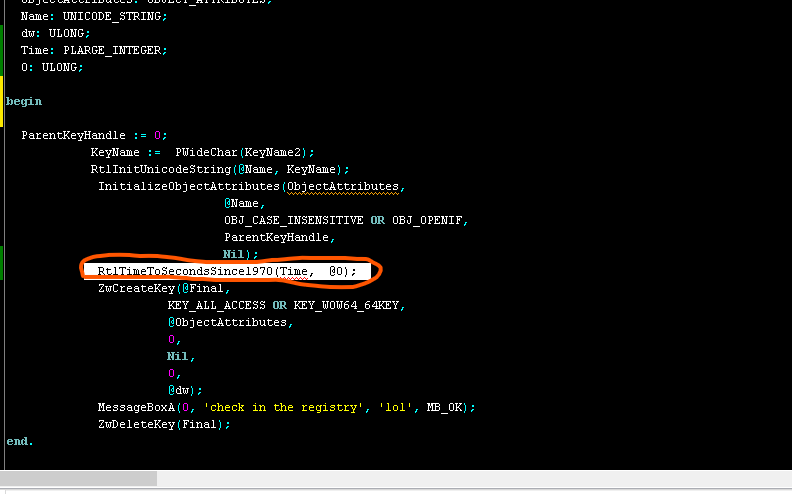 ObjectAttributes: OBJECT_ATTRIBUTES;
Name: UNICODE_STRING;
dw: ULONG;
Time: PLARGE_INTEGER;
O: ULONG;
begin
ParentKeyHandle := 0;
KeyName := PWideChar(KeyName2);
RtlInitUnicodeString(@Name, KeyName);
InitializeObjectAttributes(ObjectAttributes,
@Name,
OBJ_CASE_INSENSITIVE OR OBJ_OPENIF,
ParentKeyHandle,
Nil);
RtlTimeToSecondsSince1970(Time, @O);
ZwCreateKey(@Final,
KEY_ALL_ACCESS OR KEY_WOW64_64KEY,
@ObjectAttributes,
0,
Nil,
0,
@dw);
MessageBoxA(0, 'check in the registry', 'lol', MB_OK);
ZwDeleteKey(Final);
end.